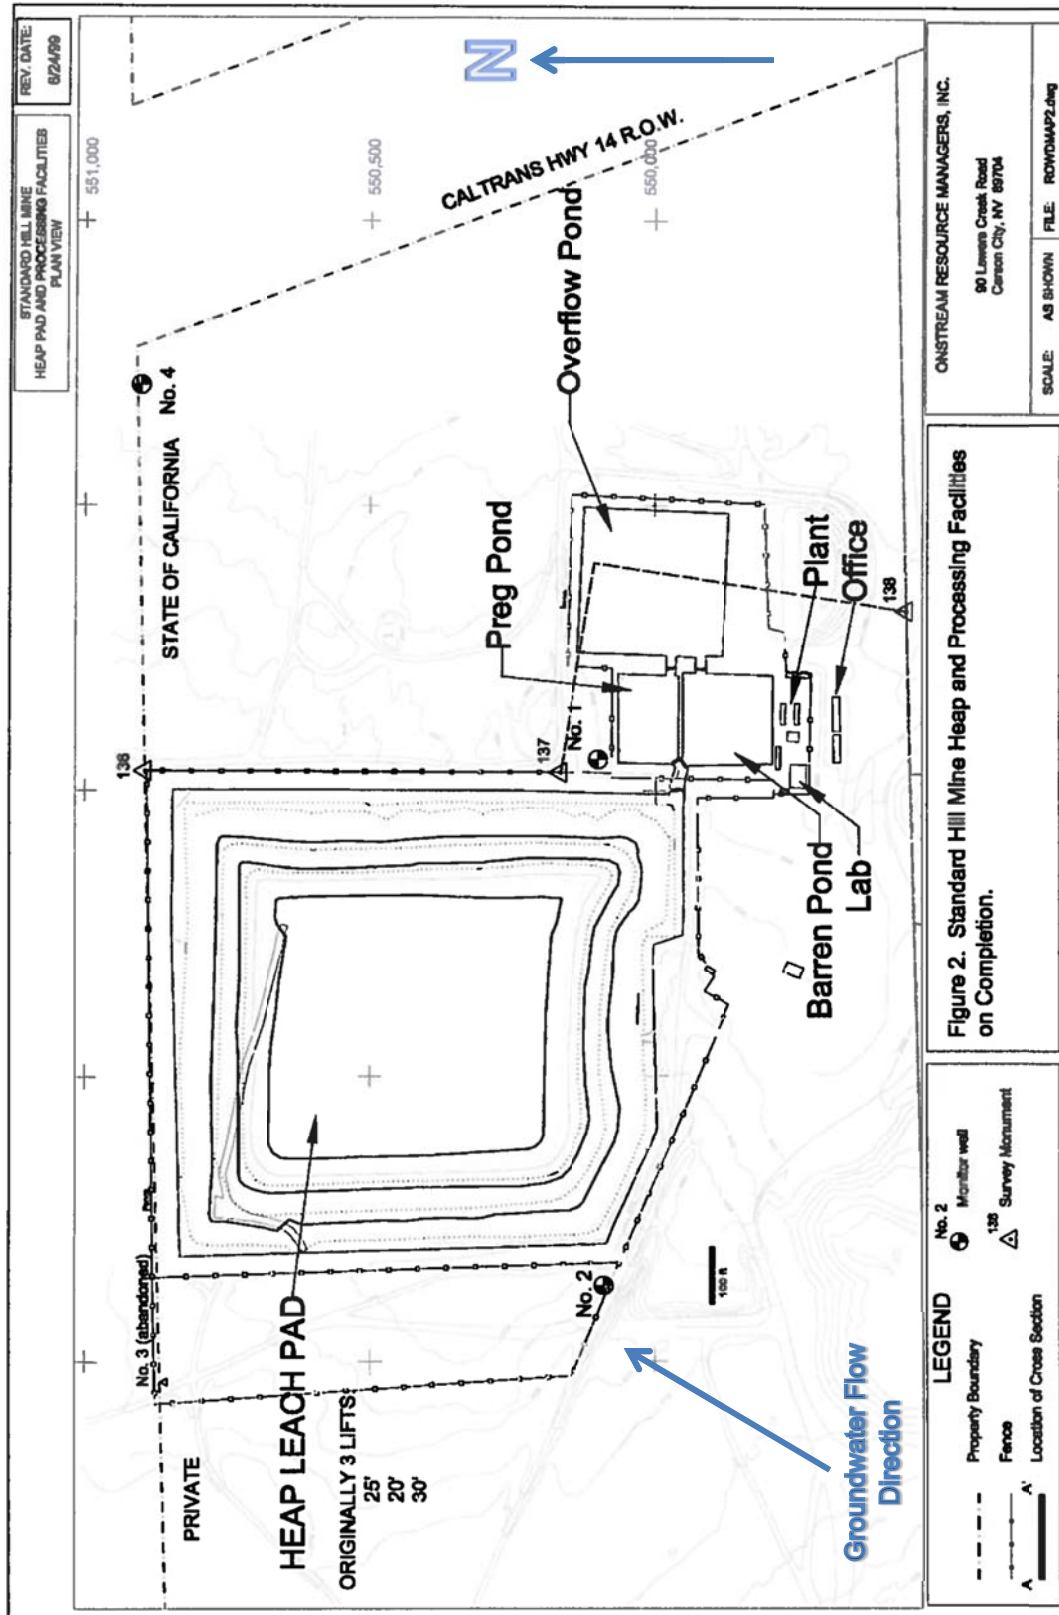 STANDARD HILL MINE
HEAP PAD AND PROCESSING FACILITIES
PLAN VIEW
REV. DATE:
6/24/99
551,000
550,500
550,000
N
CALTRANS HWY 14 R.O.W.
No. 4
STATE OF CALIFORNIA
136
137
138
No. 1
No. 2
No. 3 (abandoned)
PRIVATE
HEAP LEACH PAD
ORIGINALLY 3 LIFTS:
25'
20'
30'
Preg Pond
Overflow Pond
Plant
Office
Barren Pond
Lab
100 ft
Groundwater Flow
Direction
LEGEND
Property Boundary
Fence
A A'
Location of Cross Section
No. 2
Monitor well
138
Survey Monument
Figure 2. Standard Hill Mine Heap and Processing Facilities
on Completion.
ONSTREAM RESOURCE MANAGERS, INC.
90 Lewers Creek Road
Carson City, NV 89704
SCALE: AS SHOWN
FILE: ROWDMAP2.dwg